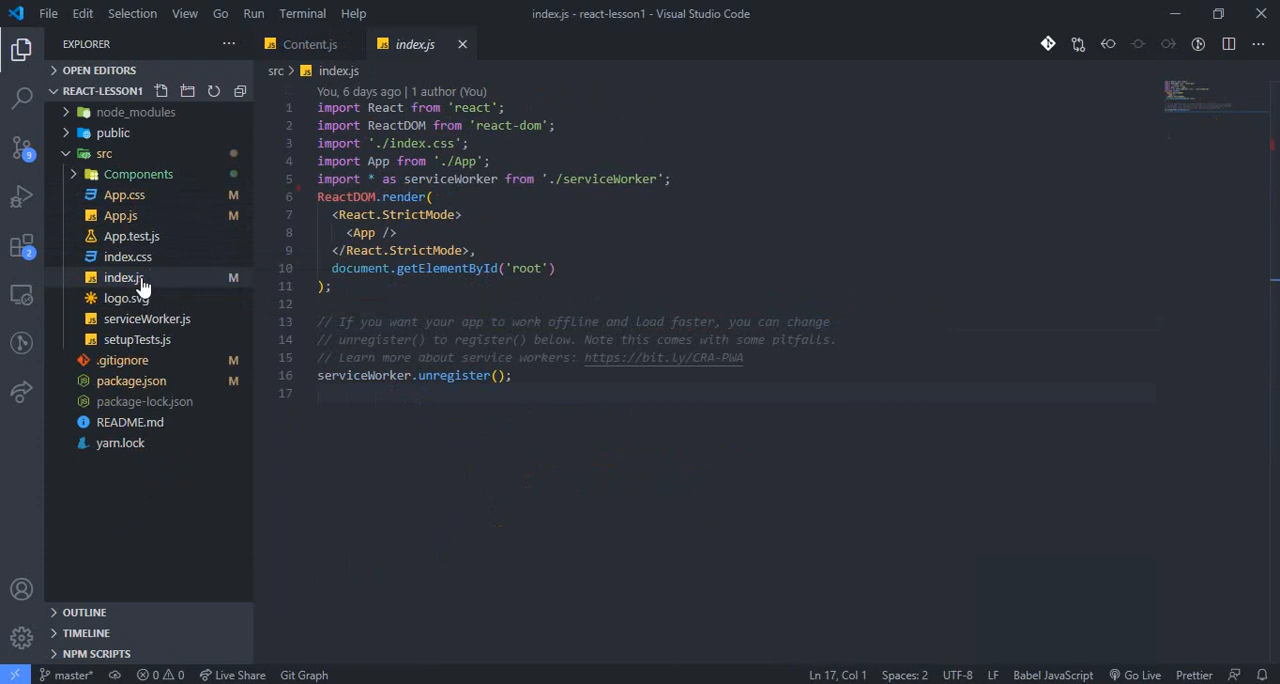 File Edit Selection View Go Run Terminal Help
index.js - react-lesson1 - Visual Studio Code
EXPLORER
OPEN EDITORS
REACT-LESSON1
node_modules
public
src
Components
App.css M
App.js M
App.test.js
index.css
index.js M
logo.svg
serviceWorker.js
setupTests.js
.gitignore M
package.json M
package-lock.json
README.md
yarn.lock
OUTLINE
TIMELINE
NPM SCRIPTS
9
2
Content.js index.js
src > index.js
You, 6 days ago | 1 author (You)
1 import React from 'react';
2 import ReactDOM from 'react-dom';
3 import './index.css';
4 import App from './App';
5 import * as serviceWorker from './serviceWorker';
6 ReactDOM.render(
7 <React.StrictMode>
8 <App />
9 </React.StrictMode>,
10 document.getElementById('root')
11 );
12
13 // If you want your app to work offline and load faster, you can change
14 // unregister() to register() below. Note this comes with some pitfalls.
15 // Learn more about service workers: https://bit.ly/CRA-PWA
16 serviceWorker.unregister();
17
master* 0 0 Live Share Git Graph Ln 17, Col 1 Spaces: 2 UTF-8 LF Babel JavaScript Go Live Prettier